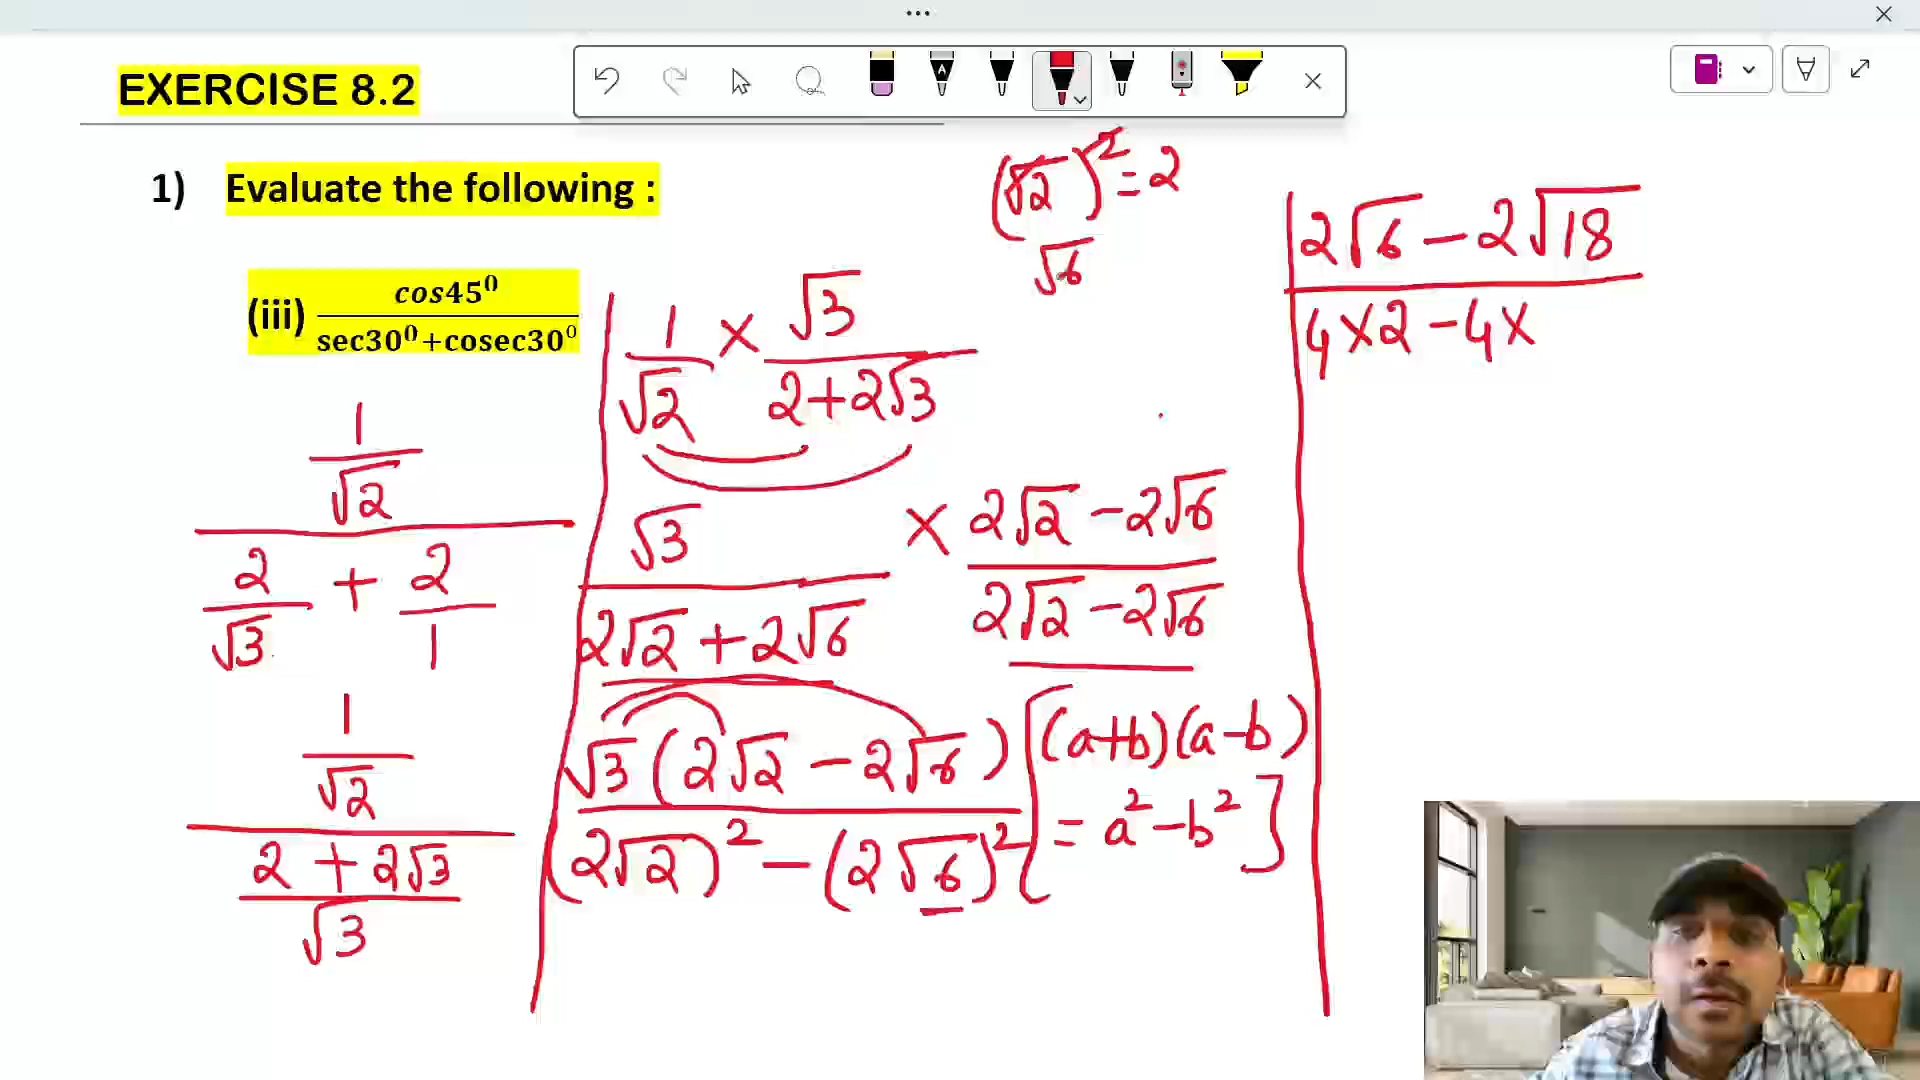 EXERCISE 8.2
1) Evaluate the following :
(iii) cos45⁰ / sec30⁰+cosec30⁰
1
√2
2 + 2
√3 1
1
√2
2 + 2√3
√3
(√2)² = 2
√6
1 × √3
√2 2+2√3
√3 × 2√2 − 2√6
2√2 + 2√6 2√2 − 2√6
√3 (2√2 − 2√6) [(a+b)(a−b)
(2√2)² − (2√6)² = a² − b²]
2√6 − 2√18
4×2 − 4×